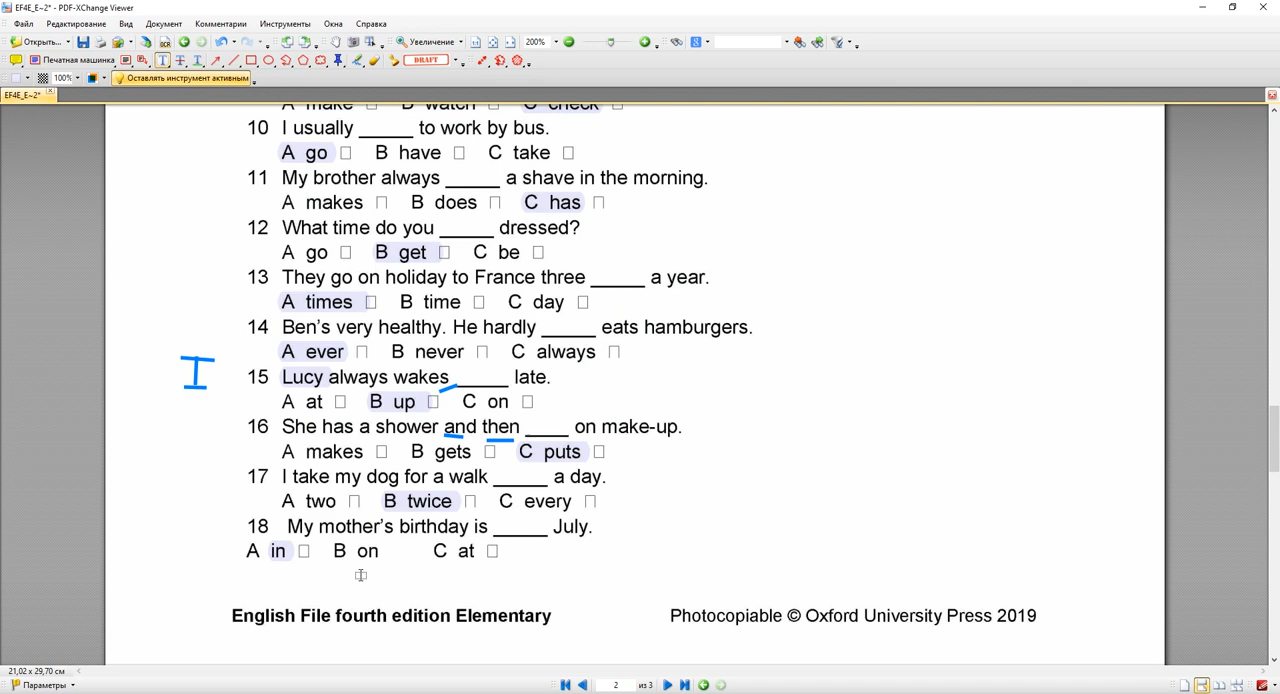 EF4E_E~2* - PDF-XChange Viewer
Файл Редактирование Вид Документ Комментарии Инструменты Окна Справка
Открыть... OCR Увеличение 200%
Печатная машинка DRAFT
100% Оставлять инструмент активным
EF4E_E~2*
A make B watch C check
10 I usually _____ to work by bus.
A go B have C take
11 My brother always _____ a shave in the morning.
A makes B does C has
12 What time do you _____ dressed?
A go B get C be
13 They go on holiday to France three _____ a year.
A times B time C day
14 Ben's very healthy. He hardly _____ eats hamburgers.
A ever B never C always
I
15 Lucy always wakes _____ late.
A at B up C on
16 She has a shower and then ____ on make-up.
A makes B gets C puts
17 I take my dog for a walk _____ a day.
A two B twice C every
18 My mother's birthday is _____ July.
A in B on C at
English File fourth edition Elementary Photocopiable © Oxford University Press 2019
21,02 x 29,70 см
Параметры 2 из 3